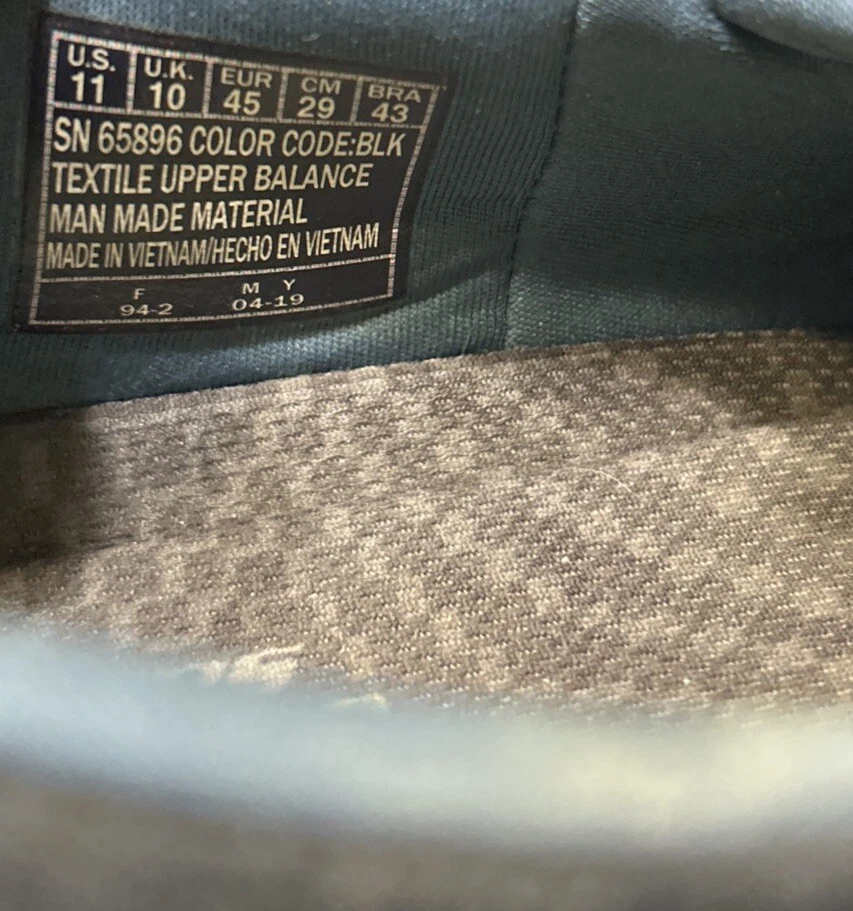 U.S. U.K. EUR CM BRA
11 10 45 29 43
SN 65896 COLOR CODE:BLK
TEXTILE UPPER BALANCE
MAN MADE MATERIAL
MADE IN VIETNAM/HECHO EN VIETNAM
F M Y
94-2 04-19